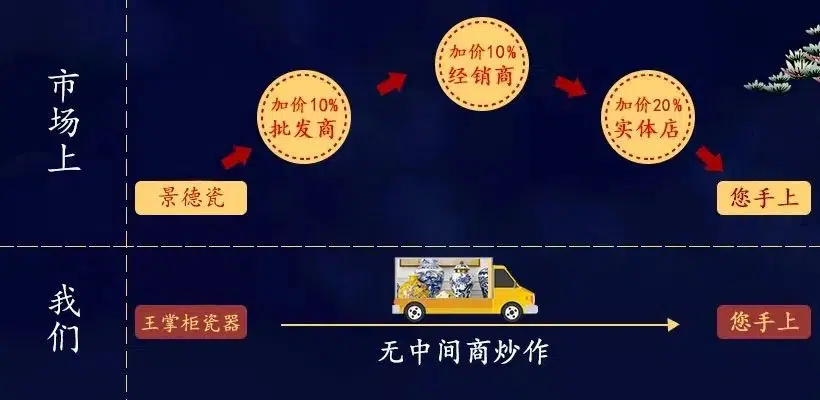 市场上
景德瓷
加价10%
批发商
加价10%
经销商
加价20%
实体店
您手上
我们
王掌柜瓷器
无中间商炒作
您手上